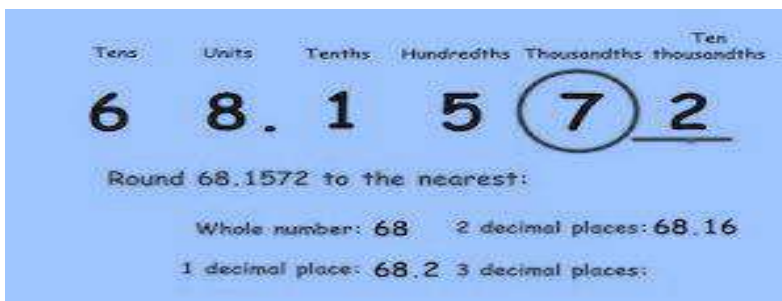 Tens Units Tenths Hundredths Thousandths Ten thousandths
6 8. 1 5 7 2
Round 68.1572 to the nearest:
Whole number: 68 2 decimal places: 68.16
1 decimal place: 68.2 3 decimal places: